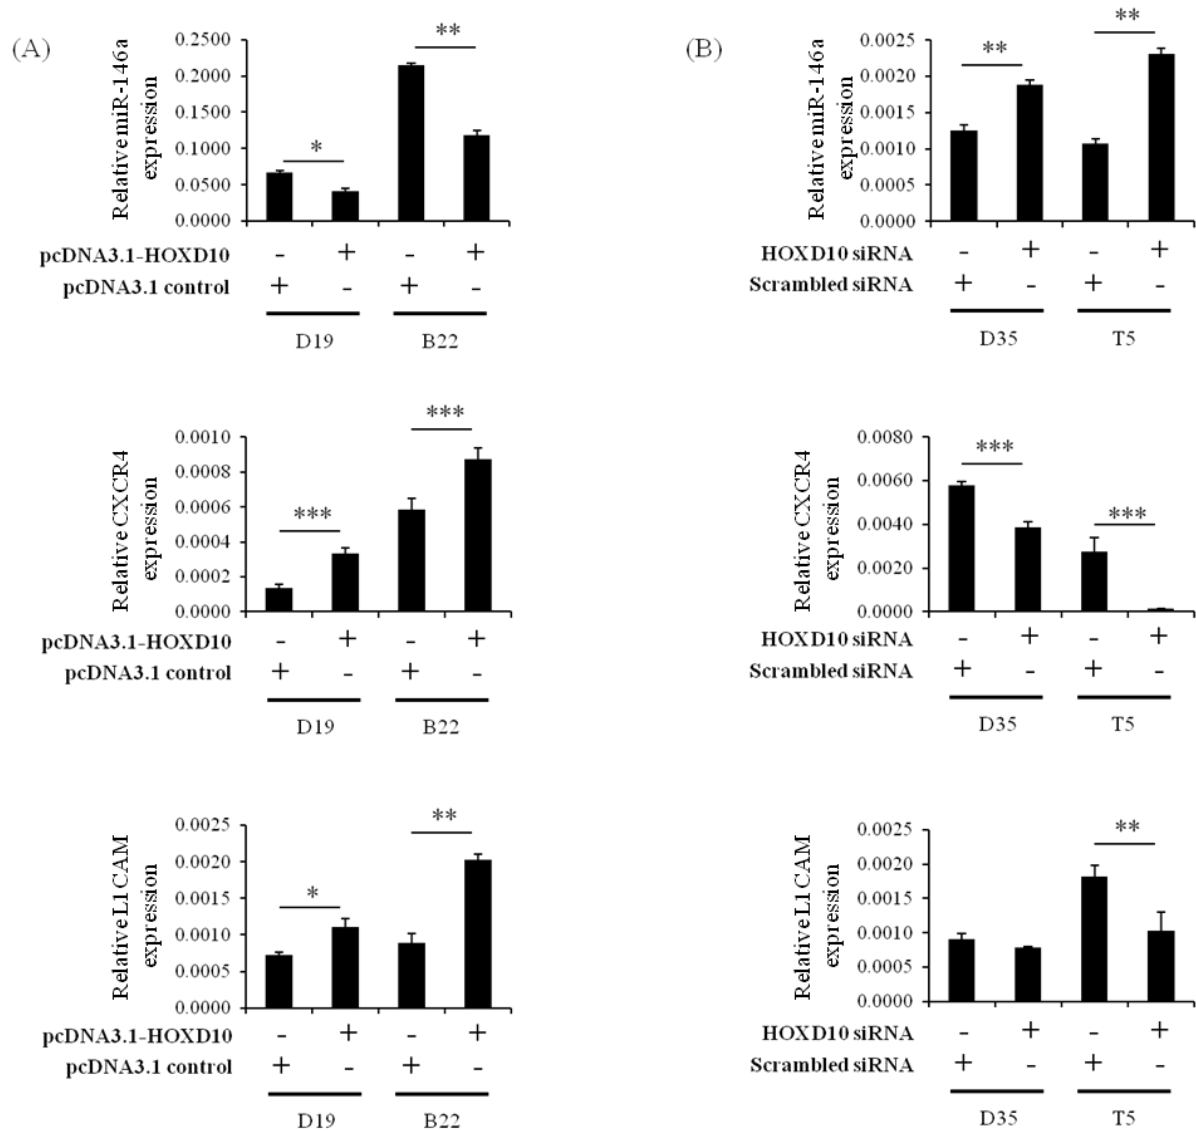 (A)
Relative miR-146a
expression
**
*
0.2500
0.2000
0.1500
0.1000
0.0500
0.0000
pcDNA3.1-HOXD10 - + - +
pcDNA3.1 control + - + -
D19 B22
Relative CXCR4
expression
***
***
0.0010
0.0008
0.0006
0.0004
0.0002
0.0000
pcDNA3.1-HOXD10 - + - +
pcDNA3.1 control + - + -
D19 B22
Relative L1CAM
expression
**
*
0.0025
0.0020
0.0015
0.0010
0.0005
0.0000
pcDNA3.1-HOXD10 - + - +
pcDNA3.1 control + - + -
D19 B22
(B)
Relative miR-146a
expression
**
**
0.0025
0.0020
0.0015
0.0010
0.0005
0.0000
HOXD10 siRNA - + - +
Scrambled siRNA + - + -
D35 T5
Relative CXCR4
expression
***
***
0.0080
0.0060
0.0040
0.0020
0.0000
HOXD10 siRNA - + - +
Scrambled siRNA + - + -
D35 T5
Relative L1CAM
expression
**
0.0025
0.0020
0.0015
0.0010
0.0005
0.0000
HOXD10 siRNA - + - +
Scrambled siRNA + - + -
D35 T5